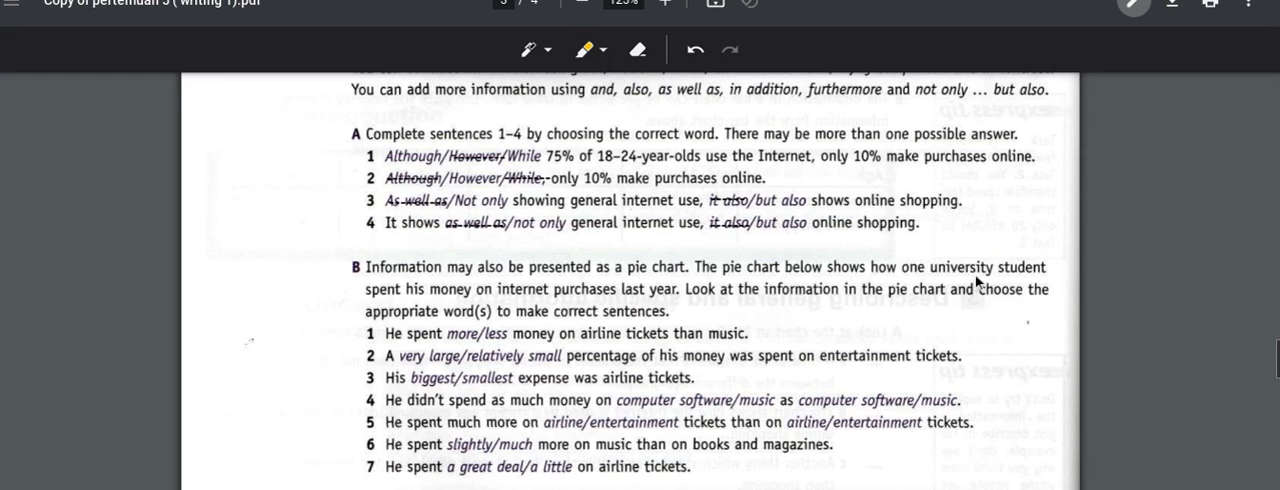 Copy of pertemuan 3 ( writing 1).pdf
3 / 4
125%
You can add more information using and, also, as well as, in addition, furthermore and not only ... but also.
A Complete sentences 1–4 by choosing the correct word. There may be more than one possible answer.
1 Although/However/While 75% of 18–24-year-olds use the Internet, only 10% make purchases online.
2 Although/However/While, only 10% make purchases online.
3 As well as/Not only showing general internet use, it also/but also shows online shopping.
4 It shows as well as/not only general internet use, it also/but also online shopping.
B Information may also be presented as a pie chart. The pie chart below shows how one university student
spent his money on internet purchases last year. Look at the information in the pie chart and choose the
appropriate word(s) to make correct sentences.
1 He spent more/less money on airline tickets than music.
2 A very large/relatively small percentage of his money was spent on entertainment tickets.
3 His biggest/smallest expense was airline tickets.
4 He didn't spend as much money on computer software/music as computer software/music.
5 He spent much more on airline/entertainment tickets than on airline/entertainment tickets.
6 He spent slightly/much more on music than on books and magazines.
7 He spent a great deal/a little on airline tickets.